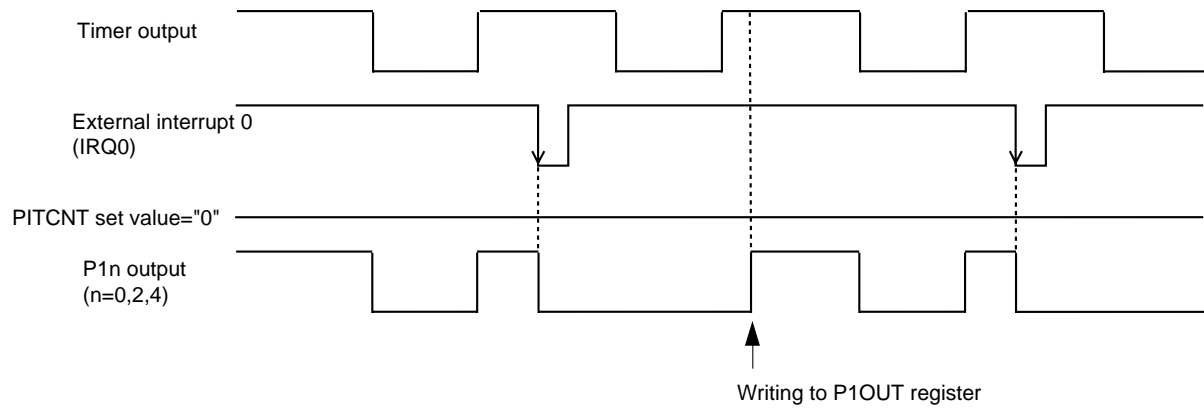 Timer output
External interrupt 0
(IRQ0)
PITCNT set value="0"
P1n output
(n=0,2,4)
Writing to P1OUT register